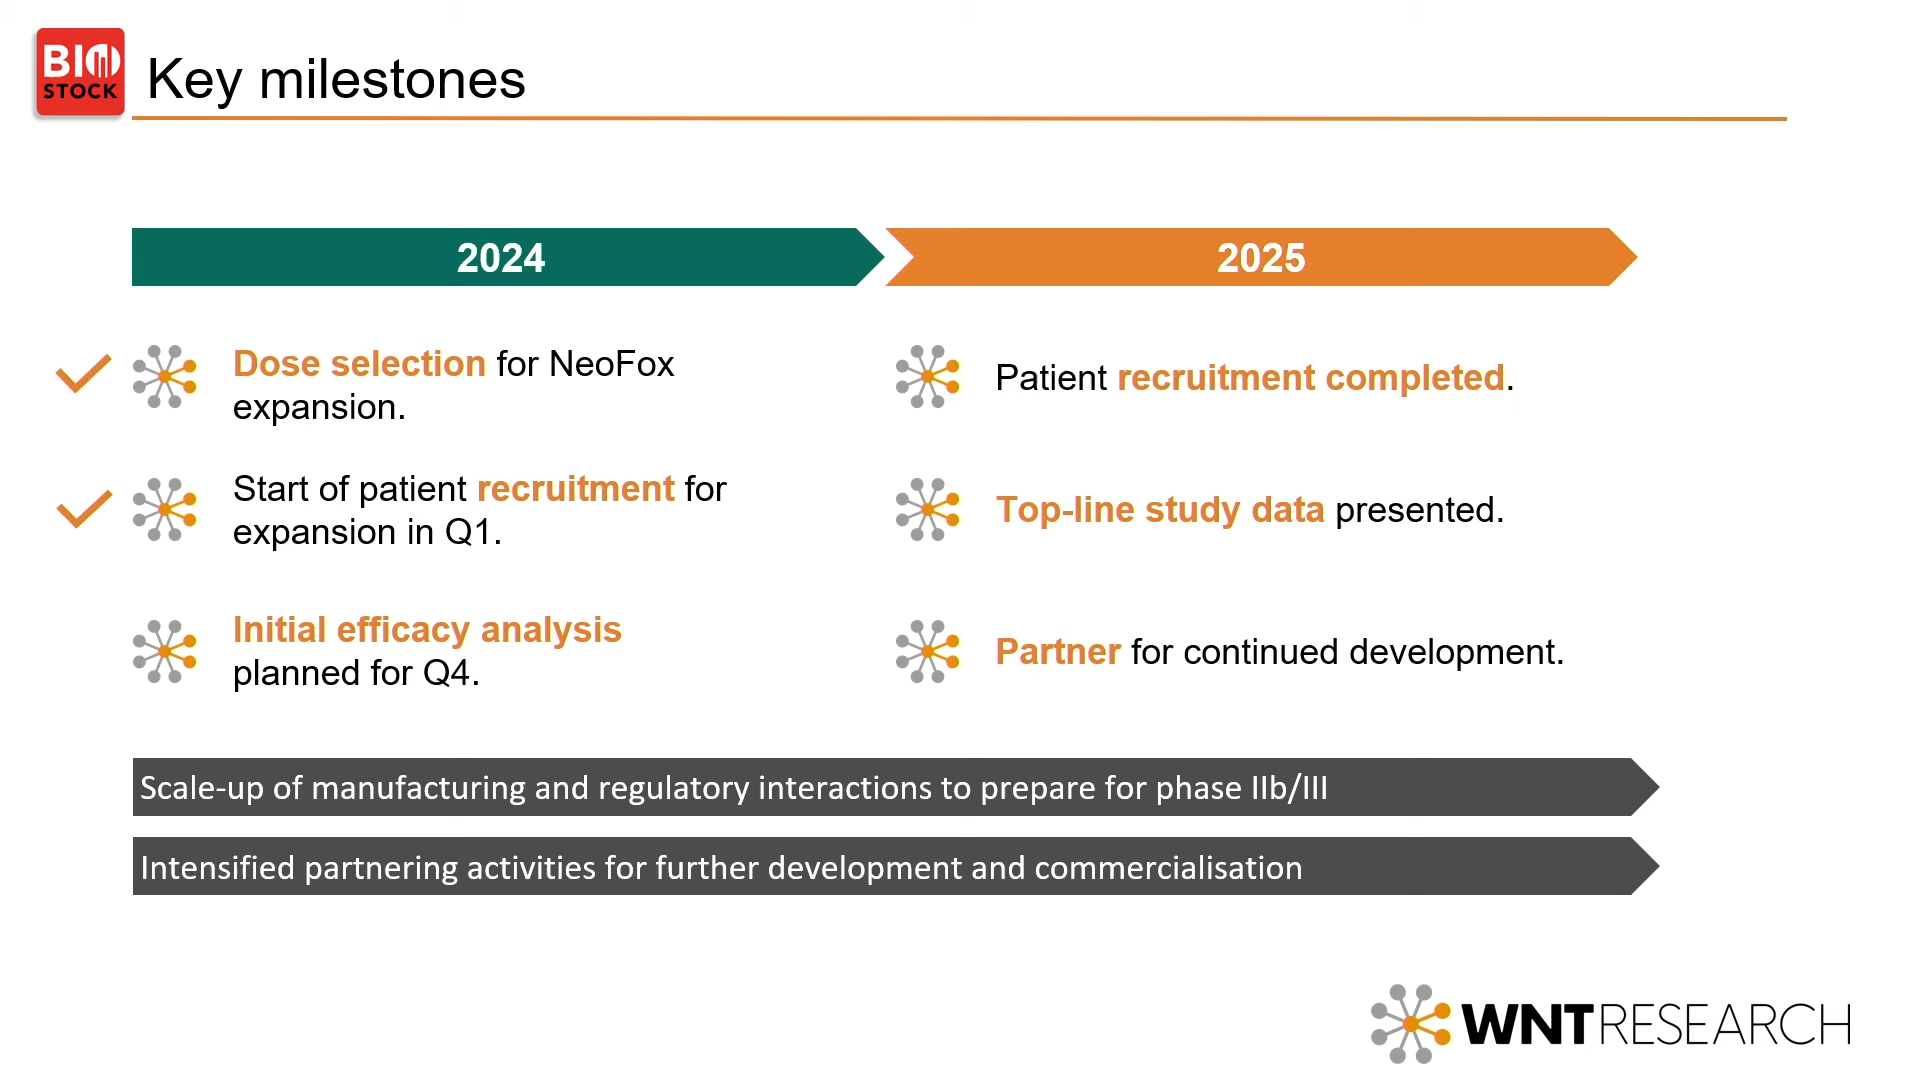 BIO
STOCK
Key milestones
2024
2025
Dose selection for NeoFox
expansion.
Start of patient recruitment for
expansion in Q1.
Initial efficacy analysis
planned for Q4.
Patient recruitment completed.
Top-line study data presented.
Partner for continued development.
Scale-up of manufacturing and regulatory interactions to prepare for phase IIb/III
Intensified partnering activities for further development and commercialisation
WNTRESEARCH